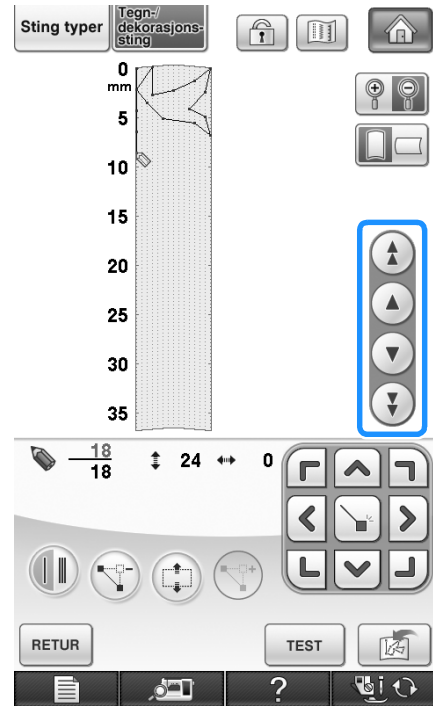 Sting typer
Tegn-/
dekorasjons-
sting
0
mm
5
10
15
20
25
30
35
18
18
24
0
RETUR
TEST
?